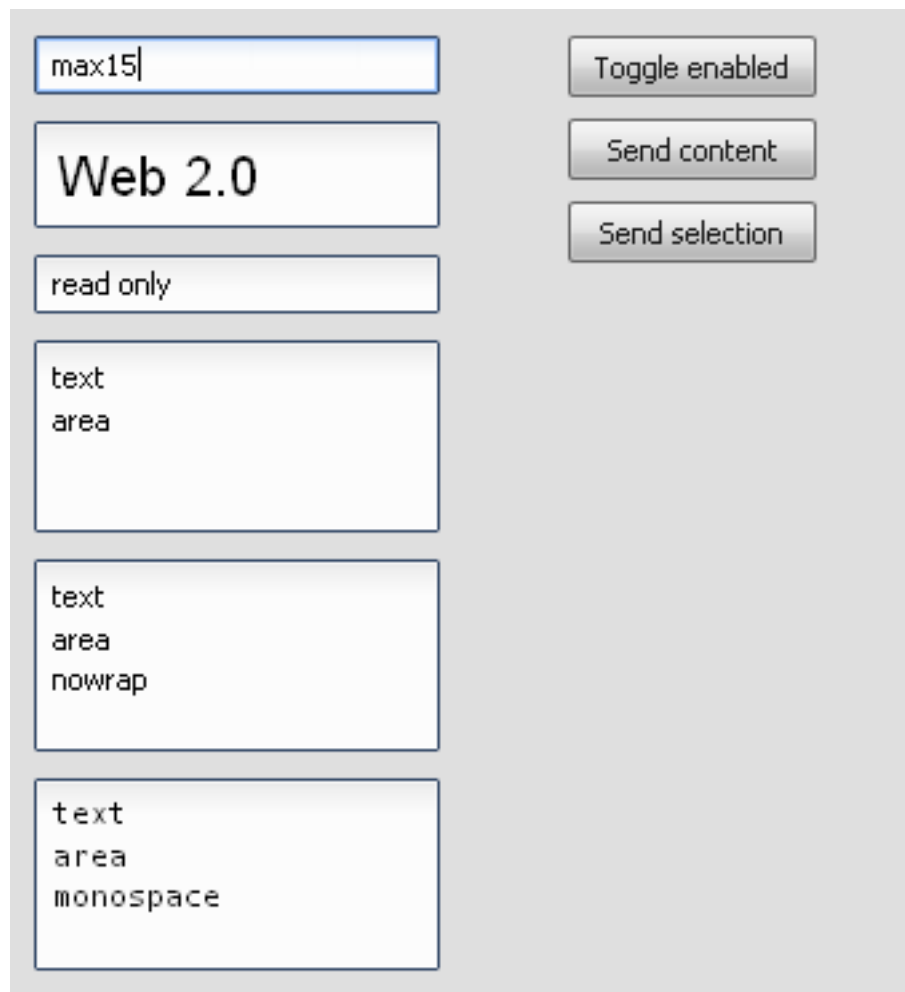 max15
Web 2.0
read only
text
area
text
area
nowrap
text
area
monospace
Toggle enabled
Send content
Send selection